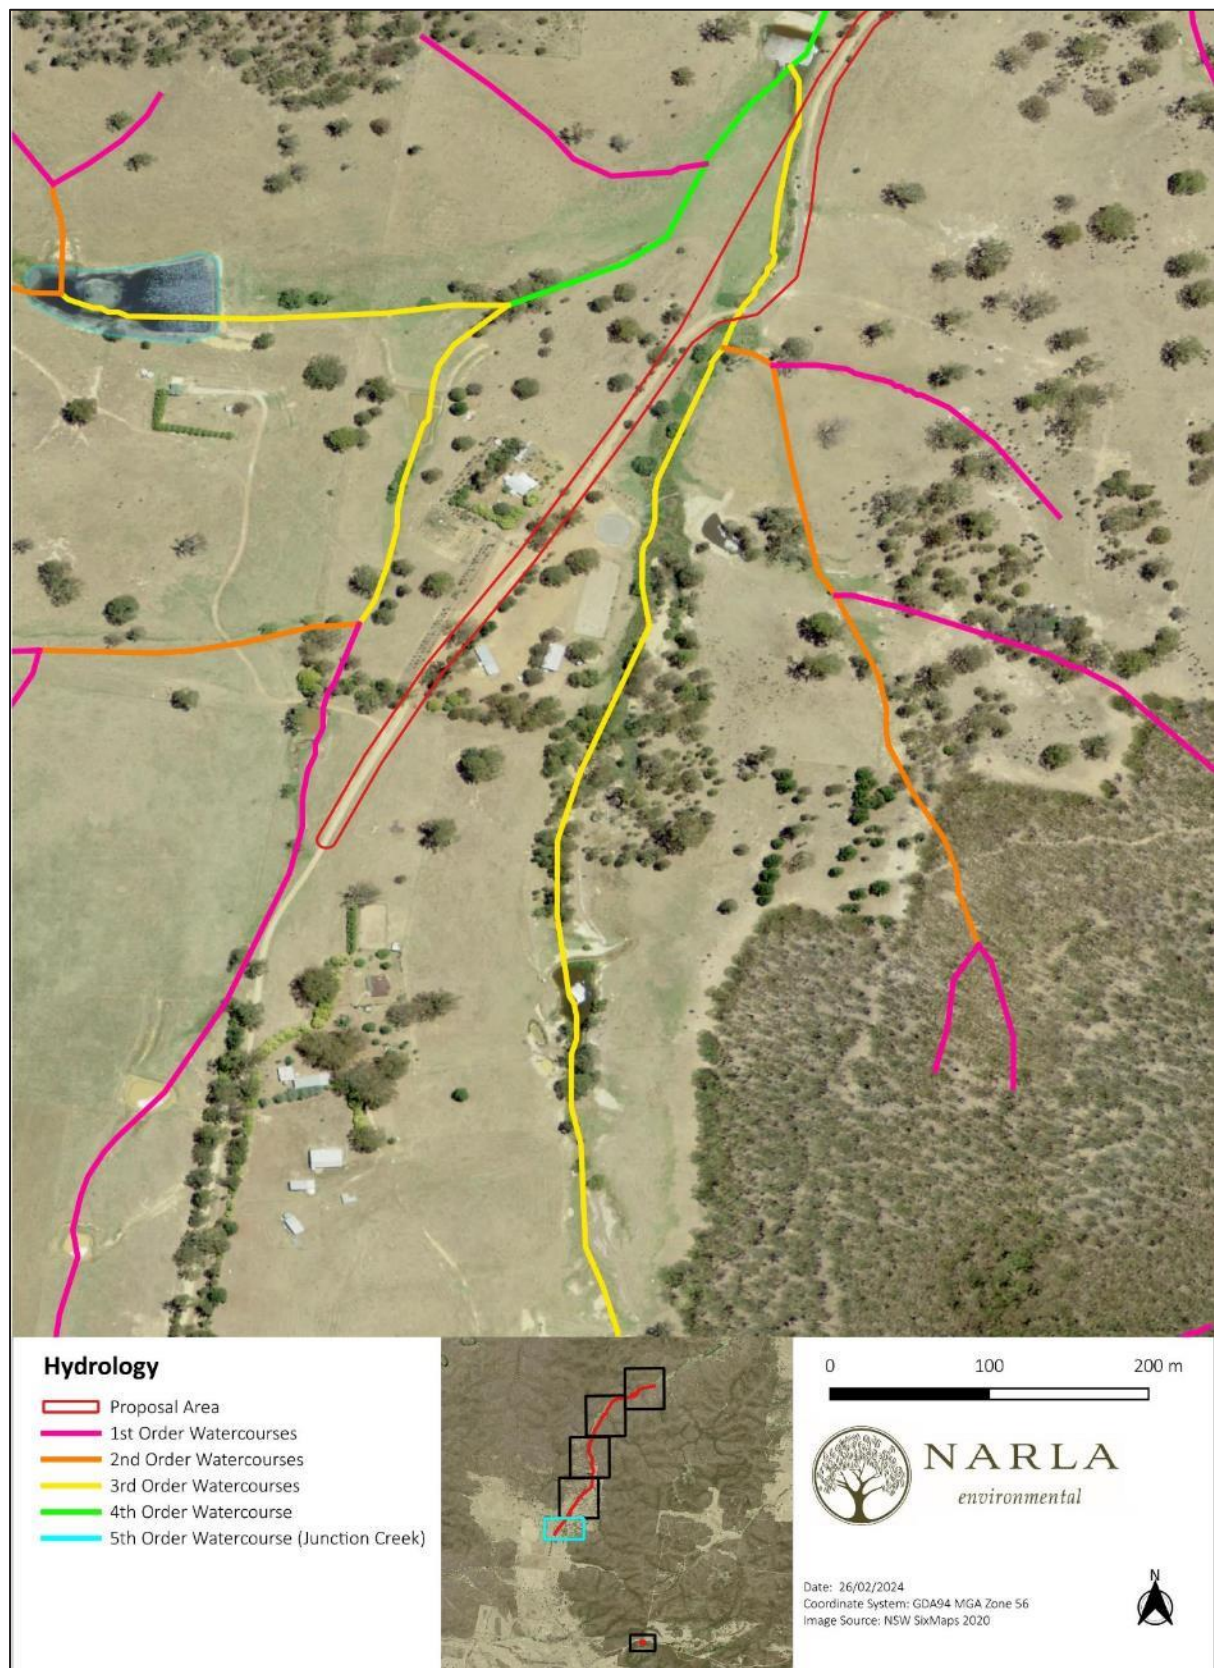 Hydrology
Proposal Area
1st Order Watercourses
2nd Order Watercourses
3rd Order Watercourses
4th Order Watercourse
5th Order Watercourse (Junction Creek)
0 100 200 m
NARLA
environmental
Date: 26/02/2024
Coordinate System: GDA94 MGA Zone 56
Image Source: NSW SixMaps 2020
N